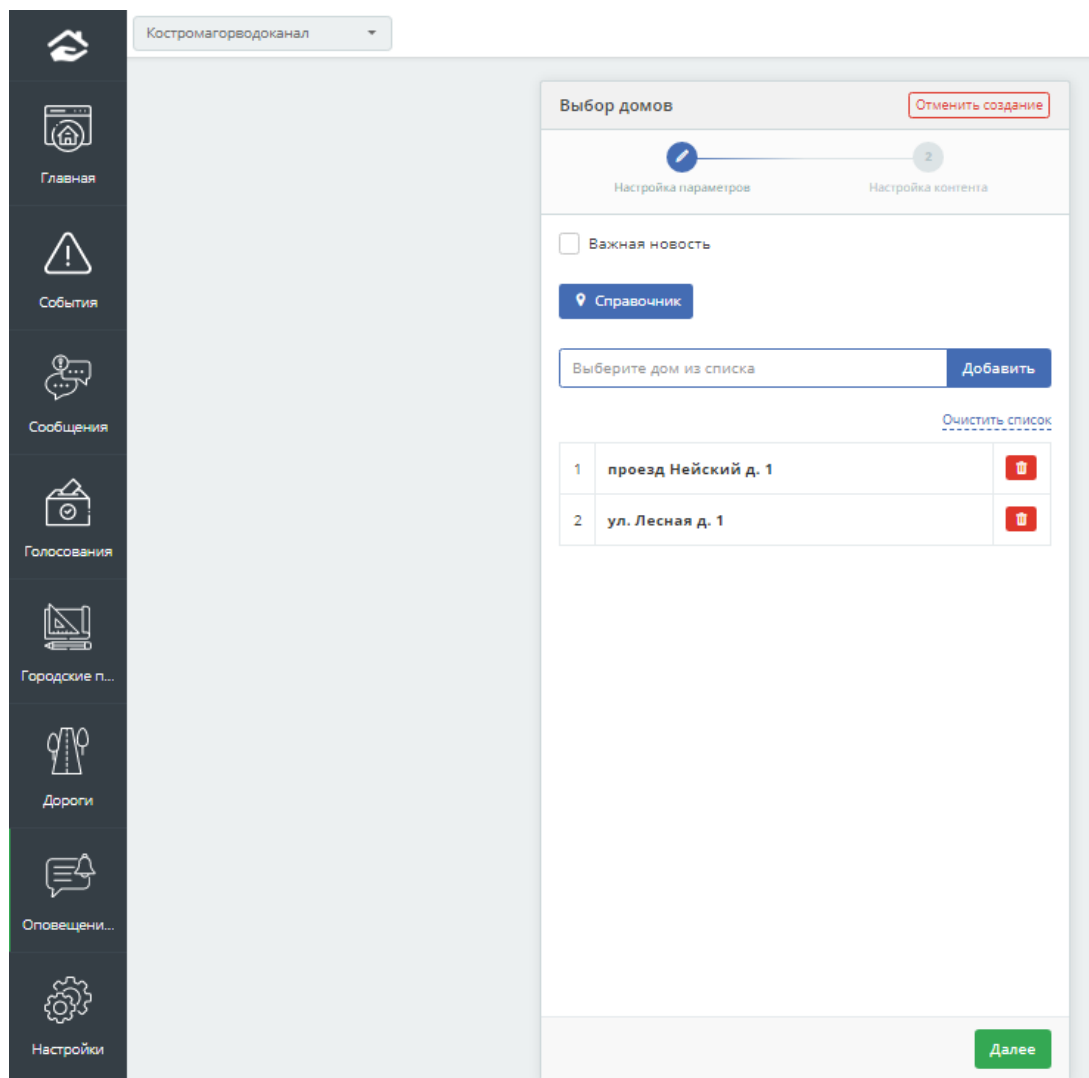 Костромагорводоканал
Главная
События
Сообщения
Голосования
Городские п...
Дороги
Оповещени...
Настройки
Выбор домов
Отменить создание
2
Настройка параметров
Настройка контента
Важная новость
Справочник
Выберите дом из списка
Добавить
Очистить список
1 проезд Нейский д. 1
2 ул. Лесная д. 1
Далее